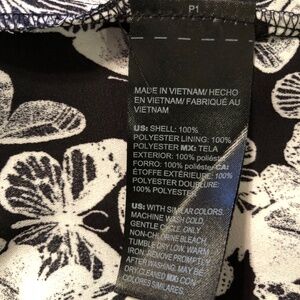 P1
MADE IN VIETNAM/ HECHO
EN VIETNAM/ FABRIQUÉ AU
VIETNAM
US: SHELL: 100%
POLYESTER LINING: 100%
POLYESTER MX: TELA
EXTERIOR: 100% poliéster
FORRO: 100% poliéster CA:
ÉTOFFE EXTÉRIEURE: 100%
POLYESTER DOUBLURE:
100% POLYESTER
US: WITH SIMILAR COLORS.
MACHINE WASH COLD,
GENTLE CYCLE. ONLY
NON-CHLORINE BLEACH.
TUMBLE DRY LOW. WARM
IRON. REMOVE PROMPTLY.
AFTER WASHING. MAY BE
DRY CLEANED MX: CON